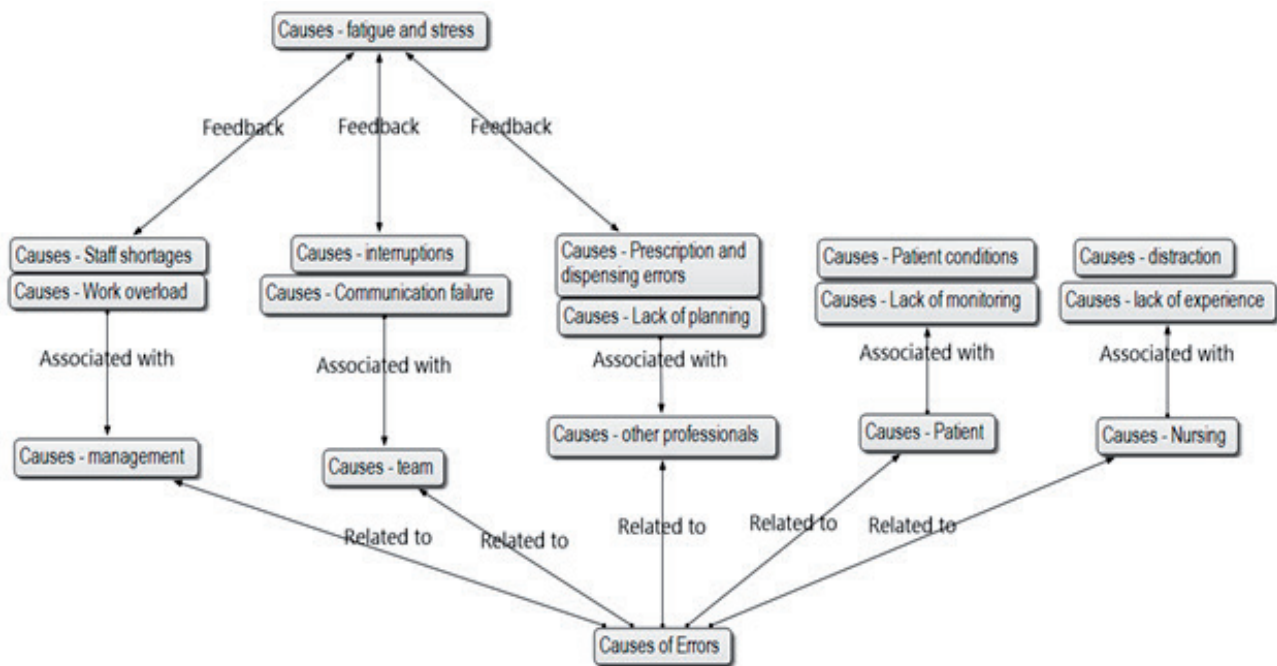 Causes - fatigue and stress
Feedback
Feedback
Feedback
Causes - Staff shortages
Causes - Work overload
Causes - interruptions
Causes - Communication failure
Causes - Prescription and
dispensing errors
Causes - Lack of planning
Causes - Patient conditions
Causes - Lack of monitoring
Causes - distraction
Causes - lack of experience
Associated with
Associated with
Associated with
Associated with
Associated with
Causes - management
Causes - team
Causes - other professionals
Causes - Patient
Causes - Nursing
Related to
Related to
Related to
Related to
Related to
Causes of Errors